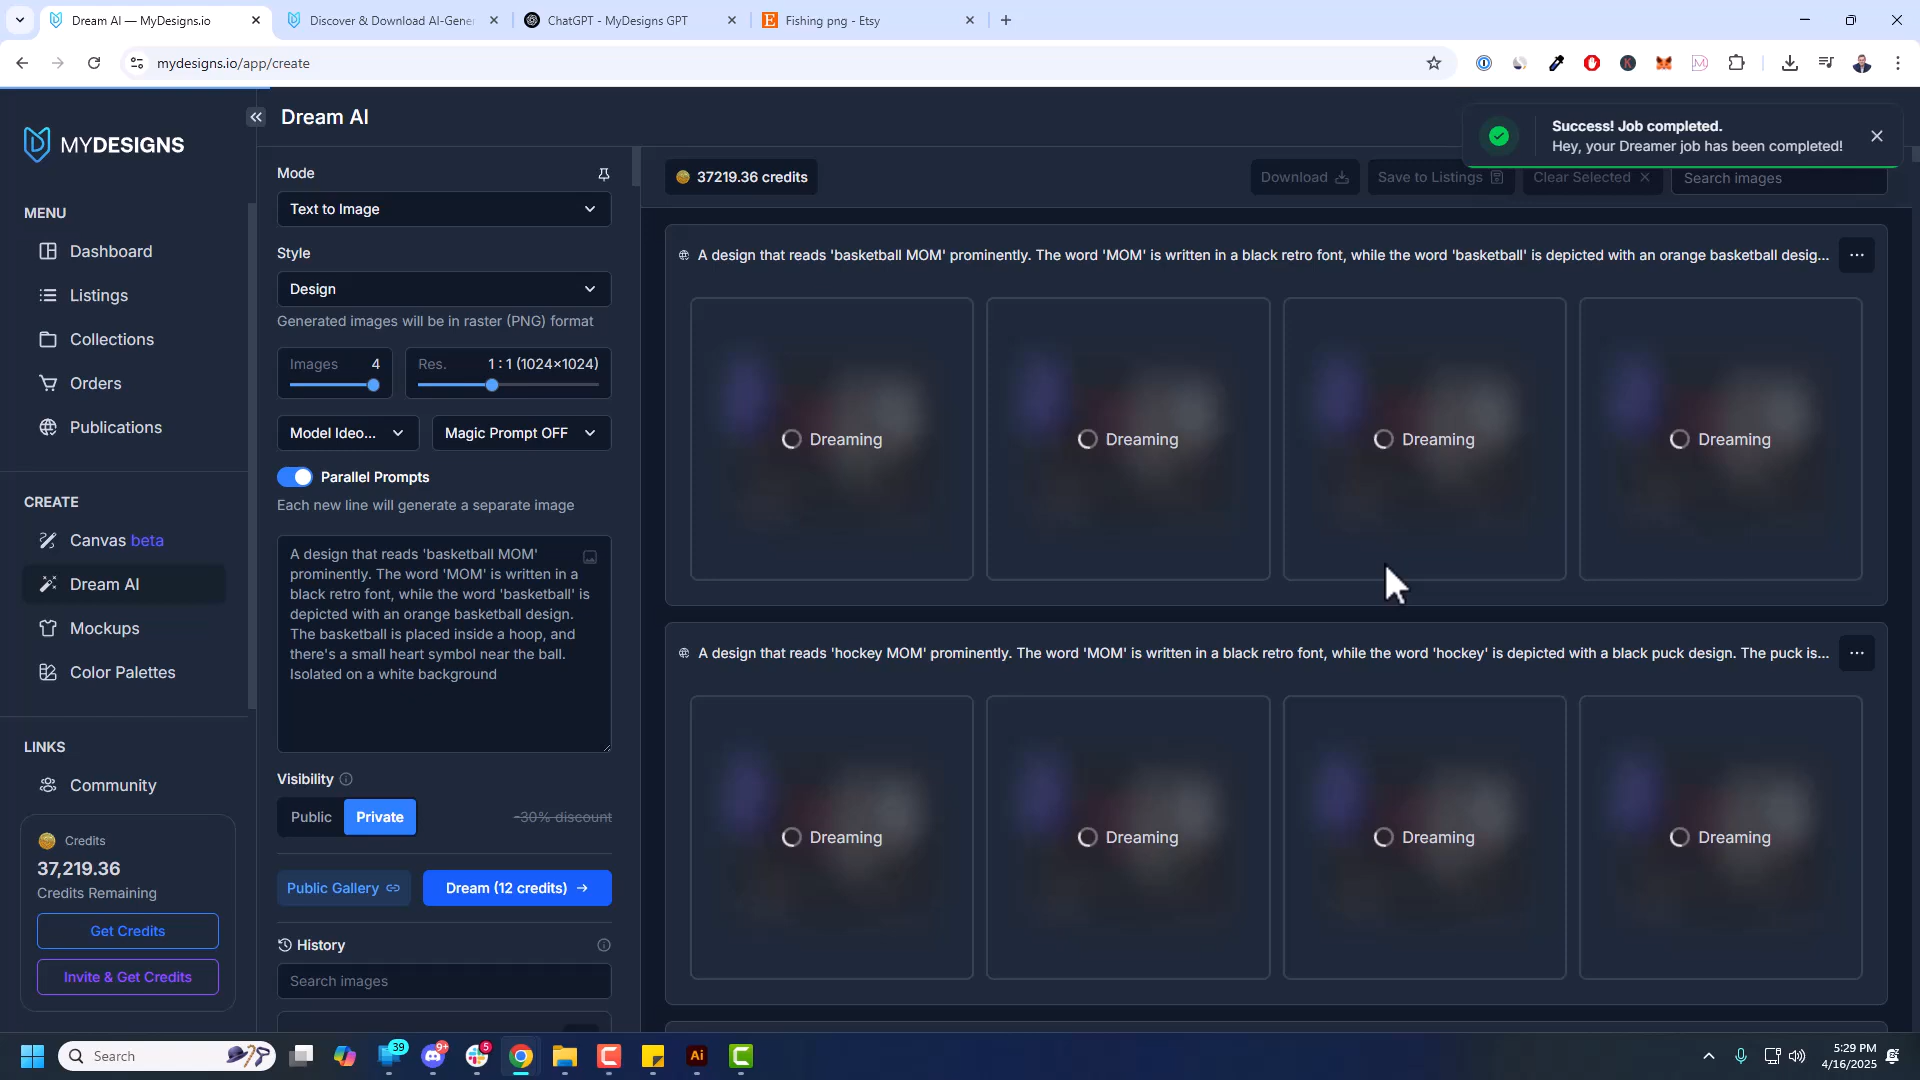 Dream AI — MyDesigns.io
Discover & Download AI-Gener
ChatGPT - MyDesigns GPT
Fishing png - Etsy
mydesigns.io/app/create
MYDESIGNS
Dream AI
Success! Job completed.
Hey, your Dreamer job has been completed!
MENU
Dashboard
Listings
Collections
Orders
Publications
CREATE
Canvas beta
Dream AI
Mockups
Color Palettes
LINKS
Community
Credits
37,219.36
Credits Remaining
Get Credits
Invite & Get Credits
Mode
Text to Image
Style
Design
Generated images will be in raster (PNG) format
Images 4
Res. 1 : 1 (1024×1024)
Model Ideo...
Magic Prompt OFF
Parallel Prompts
Each new line will generate a separate image
A design that reads 'basketball MOM'
prominently. The word 'MOM' is written in a
black retro font, while the word 'basketball' is
depicted with an orange basketball design.
The basketball is placed inside a hoop, and
there's a small heart symbol near the ball.
Isolated on a white background
Visibility
Public
Private
-30% discount
Public Gallery
Dream (12 credits)
History
Search images
37219.36 credits
Download
Save to Listings
Clear Selected
Search images
A design that reads 'basketball MOM' prominently. The word 'MOM' is written in a black retro font, while the word 'basketball' is depicted with an orange basketball desig...
Dreaming
Dreaming
Dreaming
Dreaming
A design that reads 'hockey MOM' prominently. The word 'MOM' is written in a black retro font, while the word 'hockey' is depicted with a black puck design. The puck is...
Dreaming
Dreaming
Dreaming
Dreaming
Search
39
9+
5
Ai
5:29 PM
4/16/2025